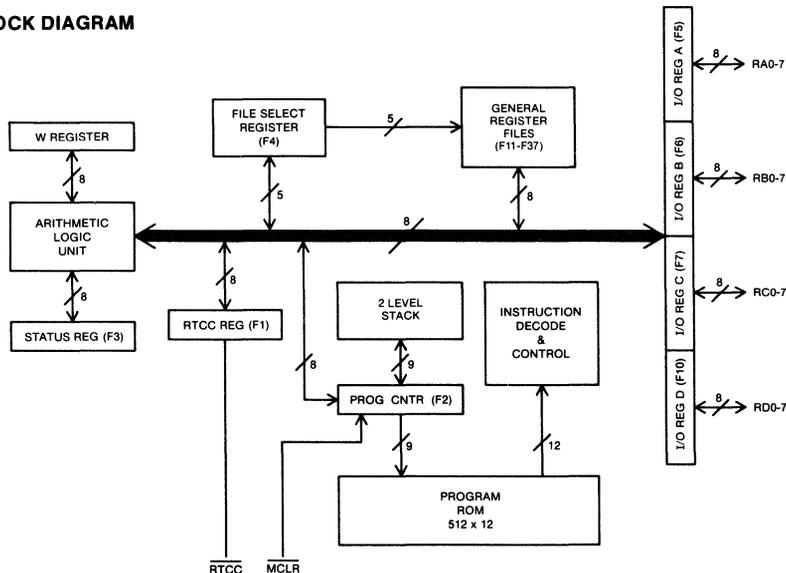 OCK DIAGRAM
W REGISTER
8
ARITHMETIC
LOGIC
UNIT
8
STATUS REG (F3)
FILE SELECT
REGISTER
(F4)
5
5
GENERAL
REGISTER
FILES
(F11-F37)
8
8
8
RTCC REG (F1)
8
2 LEVEL
STACK
9
PROG CNTR (F2)
9
INSTRUCTION
DECODE
&
CONTROL
12
PROGRAM
ROM
512 x 12
RTCC
MCLR
I/O REG A (F5)
8
RA0-7
I/O REG B (F6)
8
RB0-7
I/O REG C (F7)
8
RC0-7
I/O REG D (F10)
8
RD0-7